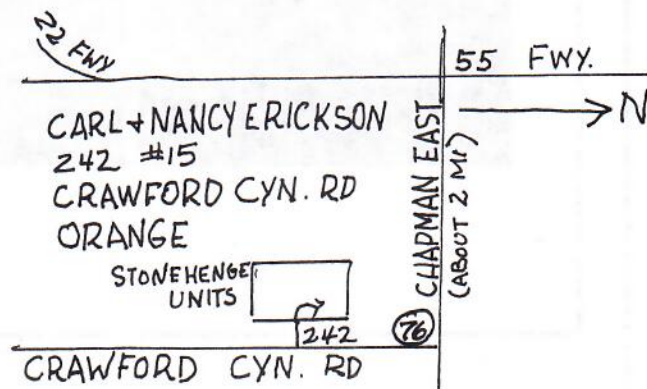 22 FWY
55 FWY.
N
CARL + NANCY ERICKSON
242 #15
CRAWFORD CYN. RD
ORANGE
CHAPMAN EAST
(ABOUT 2 MI)
STONEHENGE
UNITS
242
76
CRAWFORD CYN. RD